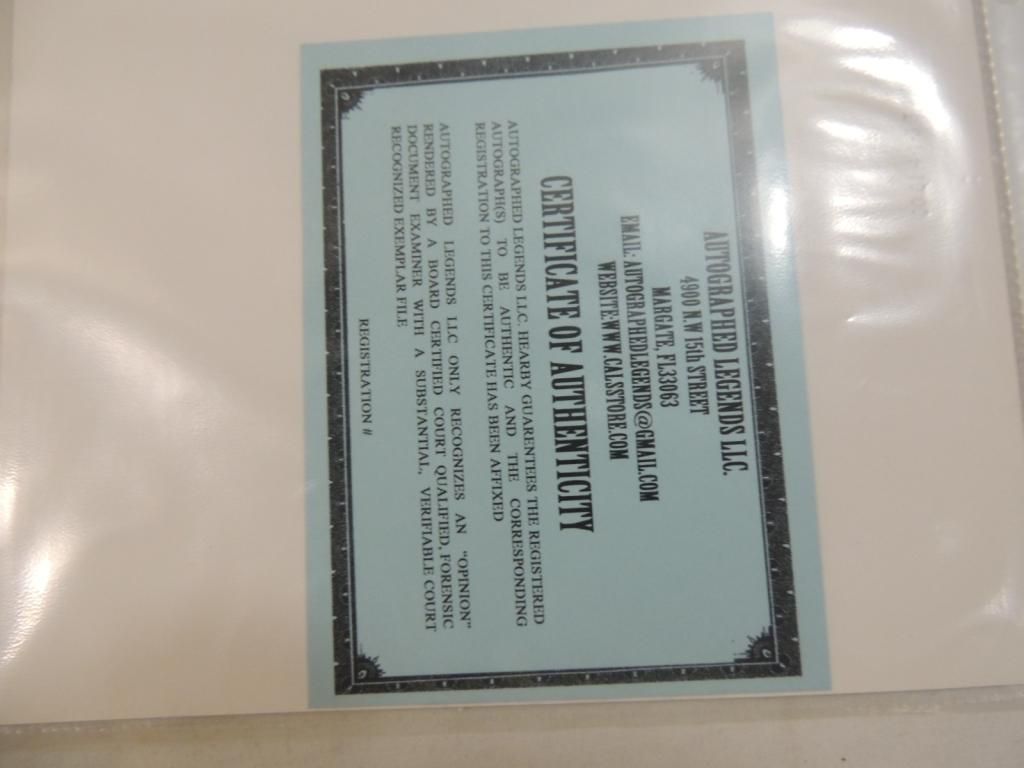 AUTOGRAPHED LEGENDS LLC.
4900 N.W 15th STREET
MARGATE, FL33063
EMAIL: AUTOGRAPHEDLEGENDS@GMAIL.COM
WEBSITE:WWW.CALSSTORE.COM
CERTIFICATE OF AUTHENTICITY
AUTOGRAPHED LEGENDS LLC. HEARBY GUARENTEES THE REGISTERED
AUTOGRAPH(S) TO BE AUTHENTIC AND THE CORRESPONDING
REGISTRATION TO THIS CERTIFICATE HAS BEEN AFFIXED
AUTOGRAPHED LEGENDS LLC ONLY RECOGNIZES AN "OPINION"
RENDERED BY A BOARD CERTIFIED COURT QUALIFIED, FORENSIC
DOCUMENT EXAMINER WITH A SUBSTANTIAL, VERIFIABLE COURT
RECOGNIZED EXEMPLAR FILE
REGISTRATION #